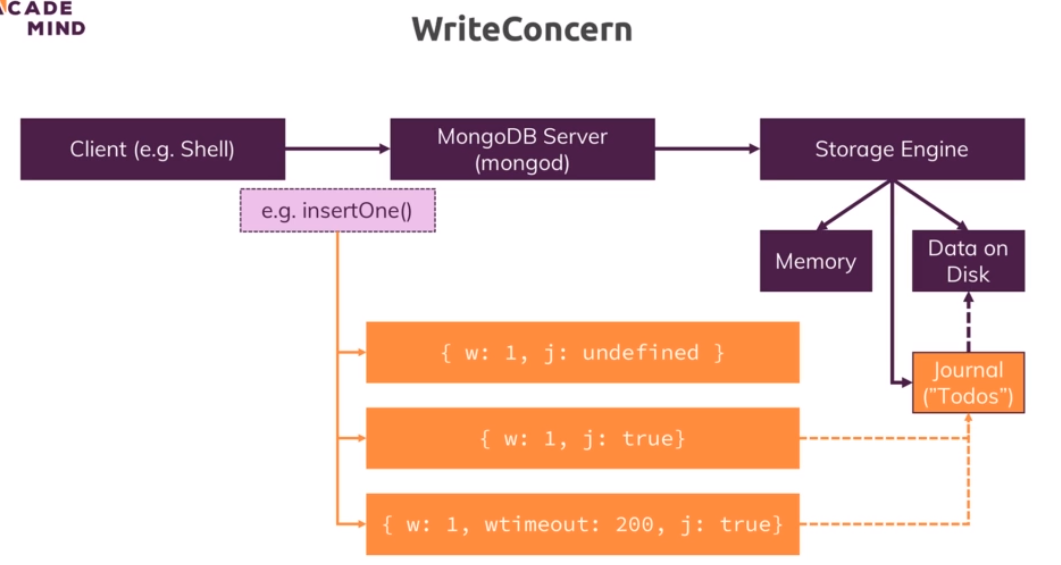 ACADE
MIND
WriteConcern
Client (e.g. Shell)
MongoDB Server
(mongod)
Storage Engine
e.g. insertOne()
Memory
Data on
Disk
{ w: 1, j: undefined }
Journal
("Todos")
{ w: 1, j: true}
{ w: 1, wtimeout: 200, j: true}